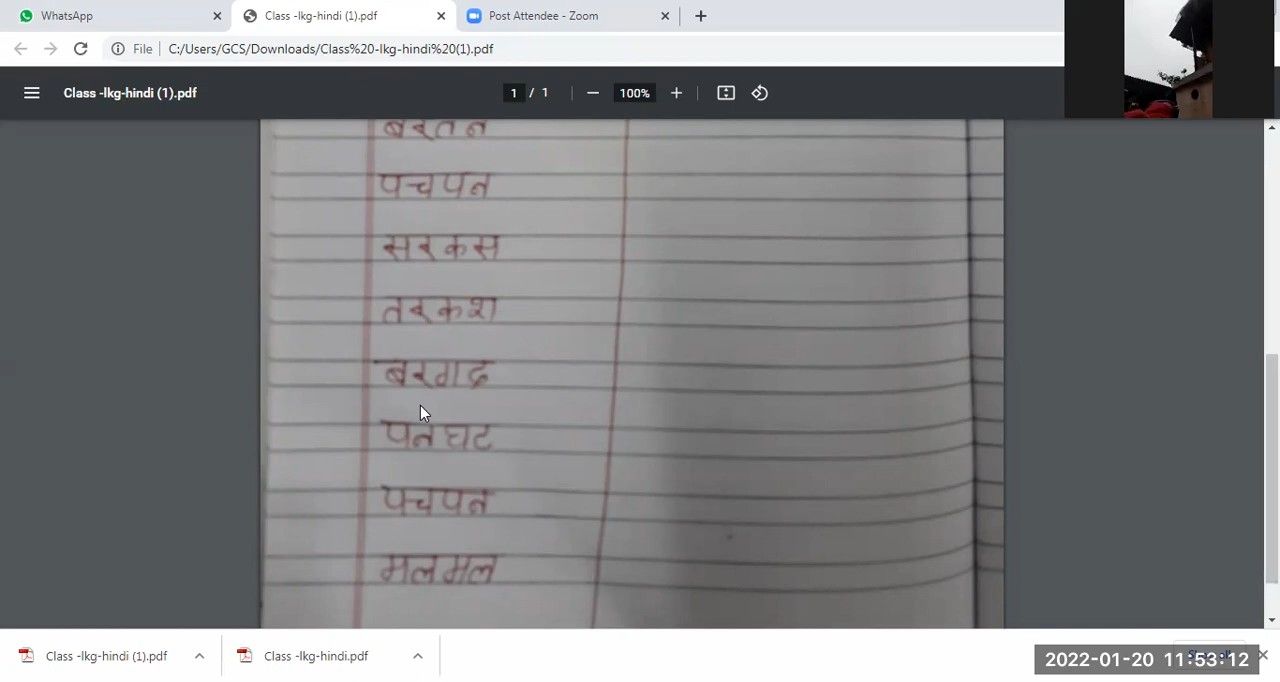 WhatsApp
Class -lkg-hindi (1).pdf
Post Attendee - Zoom
File
C:/Users/GCS/Downloads/Class%20-lkg-hindi%20(1).pdf
Class -lkg-hindi (1).pdf
1 / 1
100%
बरतन
पचपन
सरकस
तरकश
बरगद
पनघट
पचपन
मलमल
Class -lkg-hindi (1).pdf
Class -lkg-hindi.pdf
2022-01-20 11:53:12